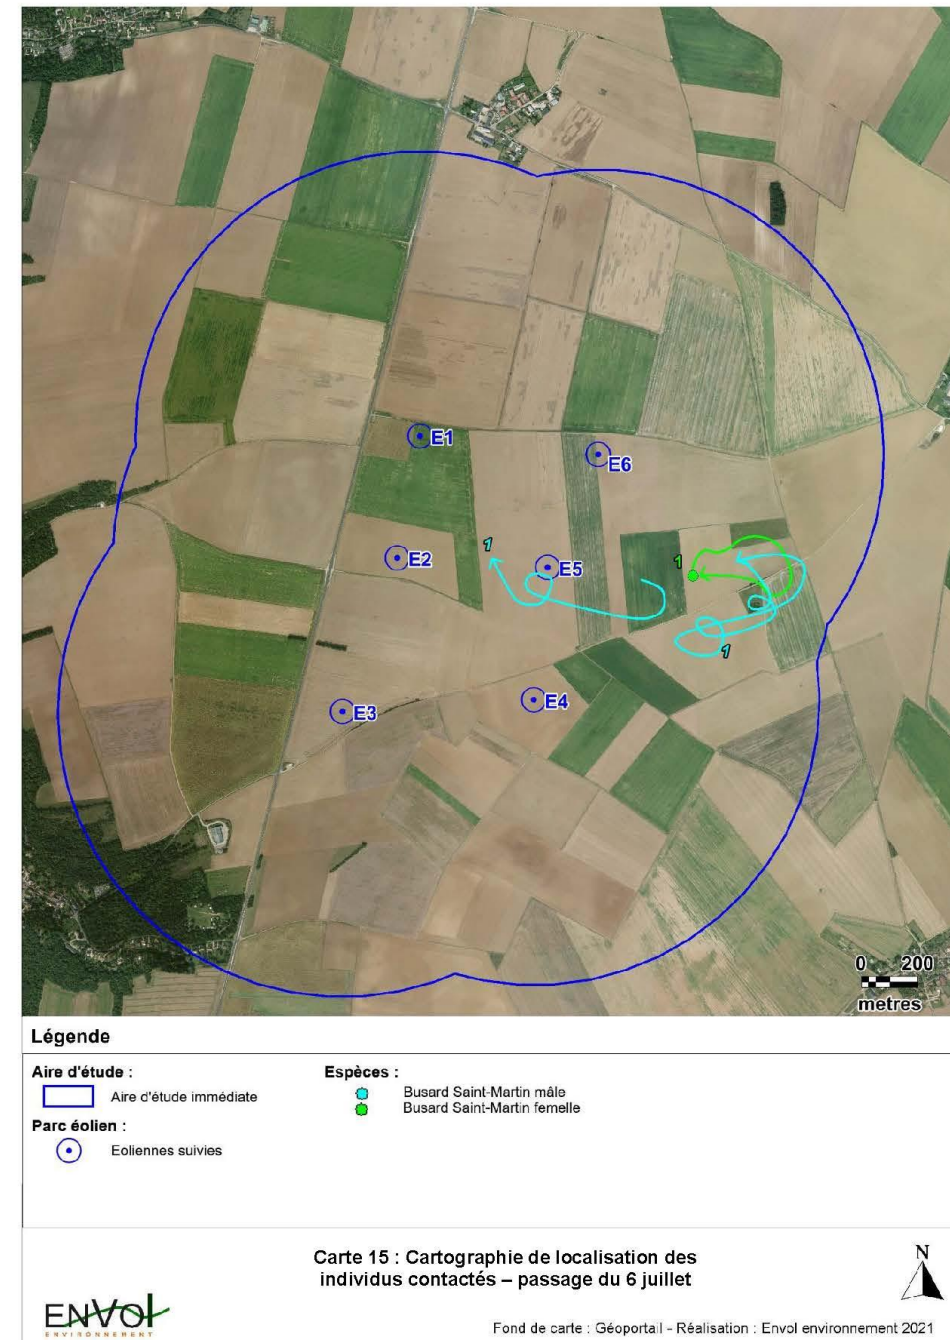 E1
E6
1
E2
E5
1
1
E3
E4
0 200
metres
Légende
Aire d'étude :
Aire d'étude immédiate
Parc éolien :
Eoliennes suivies
Espèces :
Busard Saint-Martin mâle
Busard Saint-Martin femelle
Carte 15 : Cartographie de localisation des
individus contactés – passage du 6 juillet
N
ENVOl
ENVIRONNEMENT
Fond de carte : Géoportail - Réalisation : Envol environnement 2021